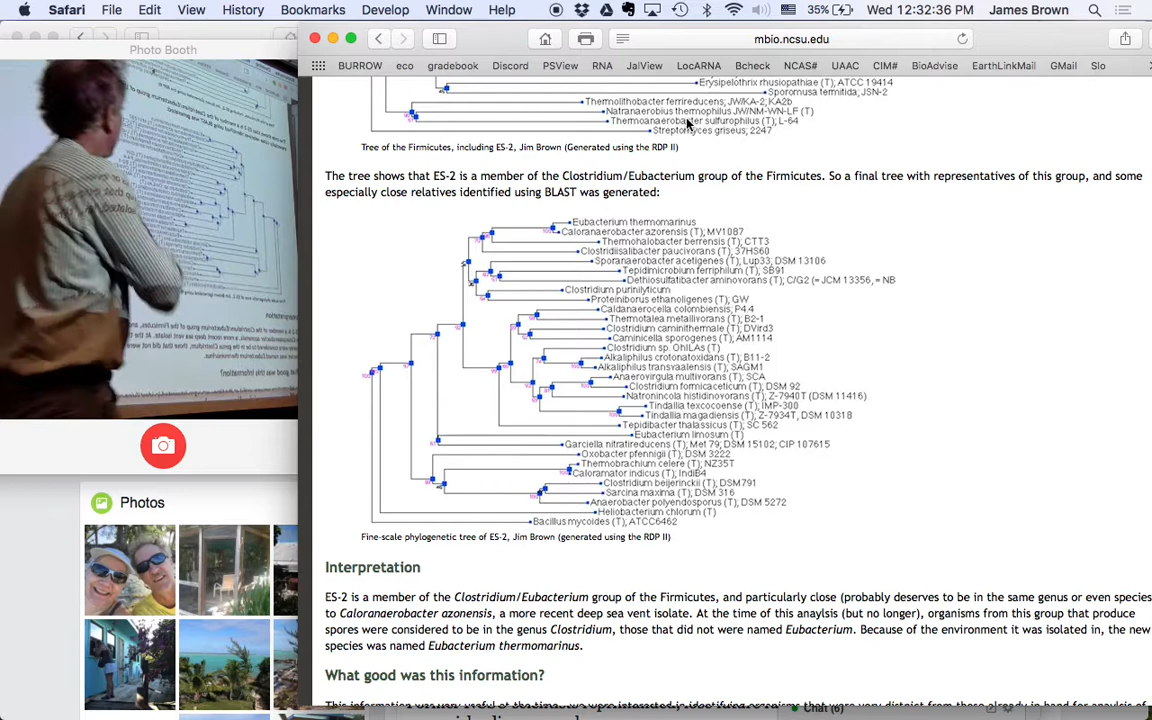 Safari File Edit View History Bookmarks Develop Window Help 35% Wed 12:32:36 PM James Brown
Photo Booth
mbio.ncsu.edu
BURROW eco gradebook Discord PSView RNA JalView LocARNA Bcheck NCAS# UAAC CIM# BioAdvise EarthLinkMail GMail Slo
Erysipelothrix rhusiopathiae (T); ATCC 19414
Sporomusa termitida; JSN-2
Thermolithobacter ferrireducens; JW/KA-2; KA2b
Natranaerobius thermophilus JW/NM-WN-LF (T)
Thermoanaerobacter sulfurophilus (T); L-64
Streptomyces griseus; 2247
Tree of the Firmicutes, including ES-2, Jim Brown (Generated using the RDP II)
The tree shows that ES-2 is a member of the Clostridium/Eubacterium group of the Firmicutes. So a final tree with representatives of this group, and some
especially close relatives identified using BLAST was generated:
Eubacterium thermomarinus
Caloranaerobacter azorensis (T); MV1087
Thermohalobacter berrensis (T); CTT3
Clostridiisalibacter paucivorans (T); 37HS60
Sporanaerobacter acetigenes (T); Lup33; DSM 13106
Tepidimicrobium ferriphilum (T); SB91
Dethiosulfatibacter aminovorans (T); C/G2 (= JCM 13356, = NB
Clostridium purinilyticum
Proteiniborus ethanoligenes (T); GW
Caldanaerocella colombiensis; P4.4
Thermotalea metallivorans (T); B2-1
Clostridium caminithermale (T); DVird3
Caminicella sporogenes (T); AM1114
Clostridium sp. OhILAs (T)
Alkaliphilus crotonatoxidans (T); B11-2
Alkaliphilus transvaalensis (T); SAGM1
Anaerovirgula multivorans (T); SCA
Clostridium formicaceticum (T); DSM 92
Natronincola histidinovorans (T); Z-7940T (DSM 11416)
Tindallia texcocoense (T); IMP-300
Tindallia magadiensis (T); Z-7934T, DSM 10318
Tepidibacter thalassicus (T); SC 562
Eubacterium limosum (T)
Garciella nitratireducens (T); Met 79; DSM 15102; CIP 107615
Oxobacter pfennigii (T); DSM 3222
Thermobrachium celere (T); NZ35T
Caloramator indicus (T); IndiB4
Clostridium beijerinckii (T); DSM791
Sarcina maxima (T); DSM 316
Anaerobacter polyendosporus (T); DSM 5272
Heliobacterium chlorum (T)
Bacillus mycoides (T); ATCC6462
Fine-scale phylogenetic tree of ES-2, Jim Brown (generated using the RDP II)
Interpretation
ES-2 is a member of the Clostridium/Eubacterium group of the Firmicutes, and particularly close (probably deserves to be in the same genus or even species
to Caloranaerobacter azonensis, a more recent deep sea vent isolate. At the time of this anaylsis (but no longer), organisms from this group that produce
spores were considered to be in the genus Clostridium, those that did not were named Eubacterium. Because of the environment it was isolated in, the new
species was named Eubacterium thermomarinus.
What good was this information?
Photos
Chat (6)